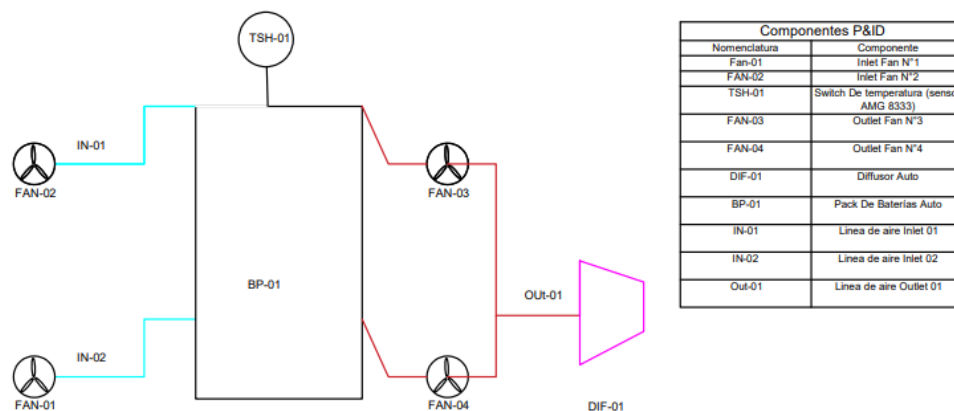 TSH-01
IN-01
FAN-02
FAN-03
BP-01
OUt-01
IN-02
FAN-01
FAN-04
DIF-01
Componentes P&ID
Nomenclatura Componente
Fan-01 Inlet Fan N°1
FAN-02 Inlet Fan N°2
TSH-01 Switch De temperatura (senso
AMG 8333)
FAN-03 Outlet Fan N°3
FAN-04 Outlet Fan N°4
DIF-01 Diffusor Auto
BP-01 Pack De Baterías Auto
IN-01 Linea de aire Inlet 01
IN-02 Linea de aire Inlet 02
Out-01 Linea de aire Outlet 01